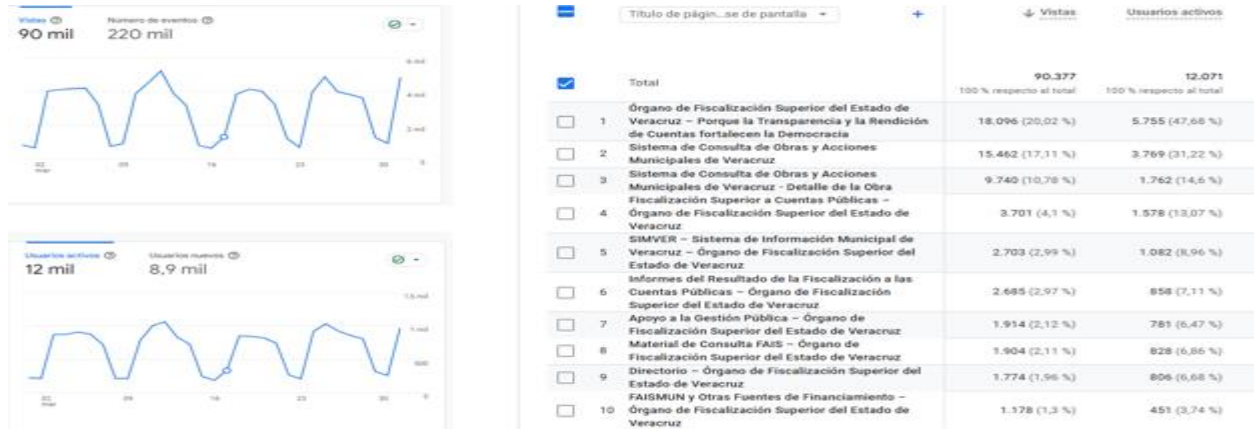 Vistas
Número de eventos
90 mil
220 mil
6 mil
4 mil
2 mil
0
02
mar
09
16
23
30
Usuarios activos
Usuarios nuevos
12 mil
8,9 mil
1,5 mil
1 mil
500
0
02
mar
09
16
23
30
Título de págin...se de pantalla
+
↓ Vistas
Usuarios activos
Total
90.377
12.071
100 % respecto al total
100 % respecto al total
Órgano de Fiscalización Superior del Estado de
1 Veracruz – Porque la Transparencia y la Rendición 18.096 (20,02 %) 5.755 (47,68 %)
de Cuentas fortalecen la Democracia
2 Sistema de Consulta de Obras y Acciones 15.462 (17,11 %) 3.769 (31,22 %)
Municipales de Veracruz
3 Sistema de Consulta de Obras y Acciones 9.740 (10,78 %) 1.762 (14,6 %)
Municipales de Veracruz - Detalle de la Obra
Fiscalización Superior a Cuentas Públicas –
4 Órgano de Fiscalización Superior del Estado de 3.701 (4,1 %) 1.578 (13,07 %)
Veracruz
SIMVER – Sistema de Información Municipal de
5 Veracruz – Órgano de Fiscalización Superior del 2.703 (2,99 %) 1.082 (8,96 %)
Estado de Veracruz
Informes del Resultado de la Fiscalización a las
6 Cuentas Públicas – Órgano de Fiscalización 2.685 (2,97 %) 858 (7,11 %)
Superior del Estado de Veracruz
7 Apoyo a la Gestión Pública – Órgano de 1.914 (2,12 %) 781 (6,47 %)
Fiscalización Superior del Estado de Veracruz
8 Material de Consulta FAIS – Órgano de 1.904 (2,11 %) 828 (6,86 %)
Fiscalización Superior del Estado de Veracruz
9 Directorio – Órgano de Fiscalización Superior del 1.774 (1,96 %) 806 (6,68 %)
Estado de Veracruz
FAISMUN y Otras Fuentes de Financiamiento –
10 Órgano de Fiscalización Superior del Estado de 1.178 (1,3 %) 451 (3,74 %)
Veracruz